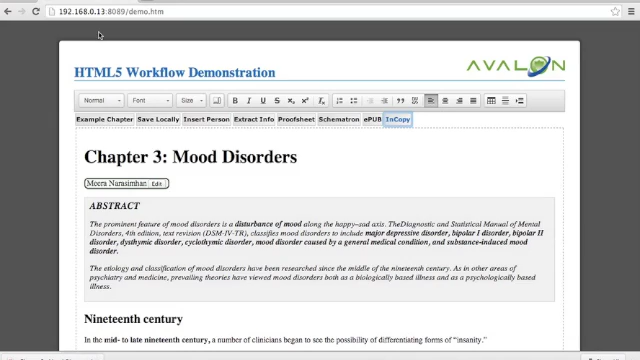 192.168.0.13:8089/demo.htm
AVALON
HTML5 Workflow Demonstration
Normal Font Size B I U S x₂ x² Ix
Example Chapter Save Locally Insert Person Extract Info Proofsheet Schematron ePUB InCopy
Chapter 3: Mood Disorders
Meera Narasimhan Edit
ABSTRACT
The prominent feature of mood disorders is a disturbance of mood along the happy–sad axis. TheDiagnostic and Statistical Manual of Mental
Disorders, 4th edition, text revision (DSM-IV-TR), classifies mood disorders to include major depressive disorder, bipolar I disorder, bipolar II
disorder, dysthymic disorder, cyclothymic disorder, mood disorder caused by a general medical condition, and substance-induced mood
disorder.
The etiology and classification of mood disorders have been researched since the middle of the nineteenth century. As in other areas of
psychiatry and medicine, prevailing theories have viewed mood disorders both as a biologically based illness and as a psychologically based
illness.
Nineteenth century
In the mid- to late nineteenth century, a number of clinicians began to see the possibility of differentiating forms of “insanity.”